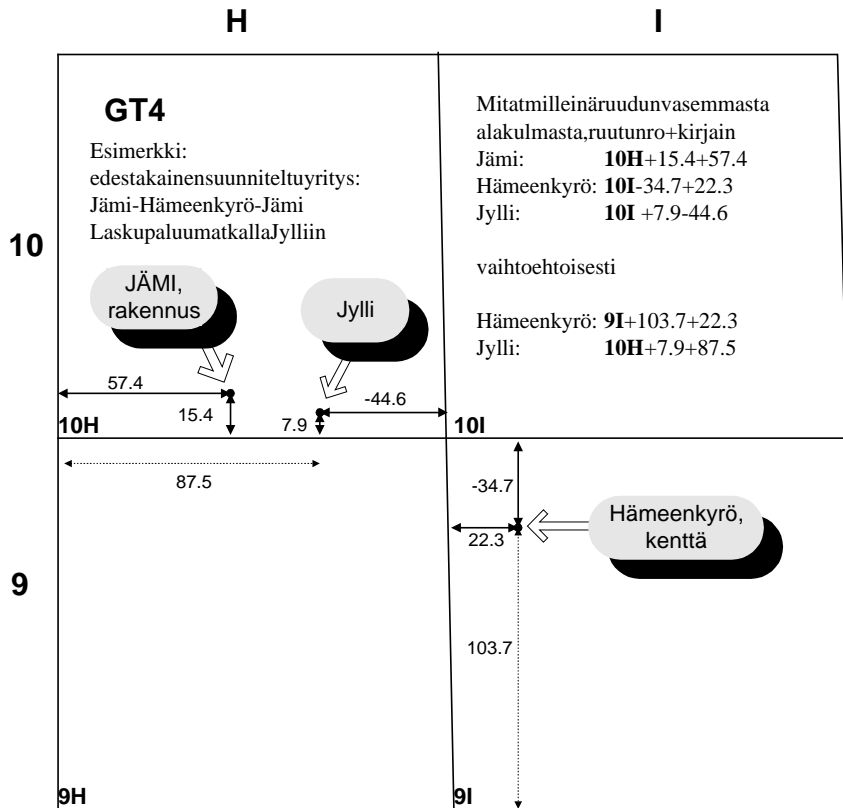 H
I
GT4
Esimerkki:
edestakainensuunniteltuyritys:
Jämi-Hämeenkyrö-Jämi
LaskupaluumatkallaJylliin
Mitatmilleinäruudunvasemmasta
alakulmasta,ruutunro+kirjain
Jämi: 10H+15.4+57.4
Hämeenkyrö: 10I-34.7+22.3
Jylli: 10I +7.9-44.6
vaihtoehtoisesti
Hämeenkyrö: 9I+103.7+22.3
Jylli: 10H+7.9+87.5
10
JÄMI,
rakennus
Jylli
57.4
15.4
7.9
-44.6
10H
10I
87.5
-34.7
22.3
Hämeenkyrö,
kenttä
9
103.7
9H
9I